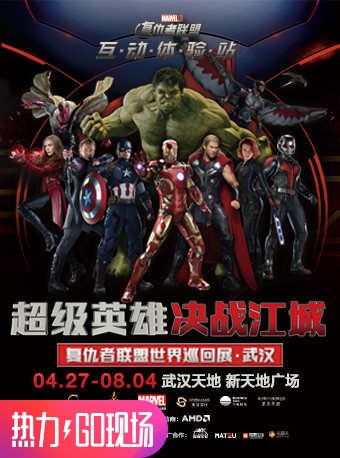 MARVEL
复仇者联盟
互·动·体·验·站
超级英雄 决战江城
复仇者联盟世界巡回展·武汉
04.27-08.04 武汉天地 新天地广场
MARVEL
AMD
MATEU
热力GO现场